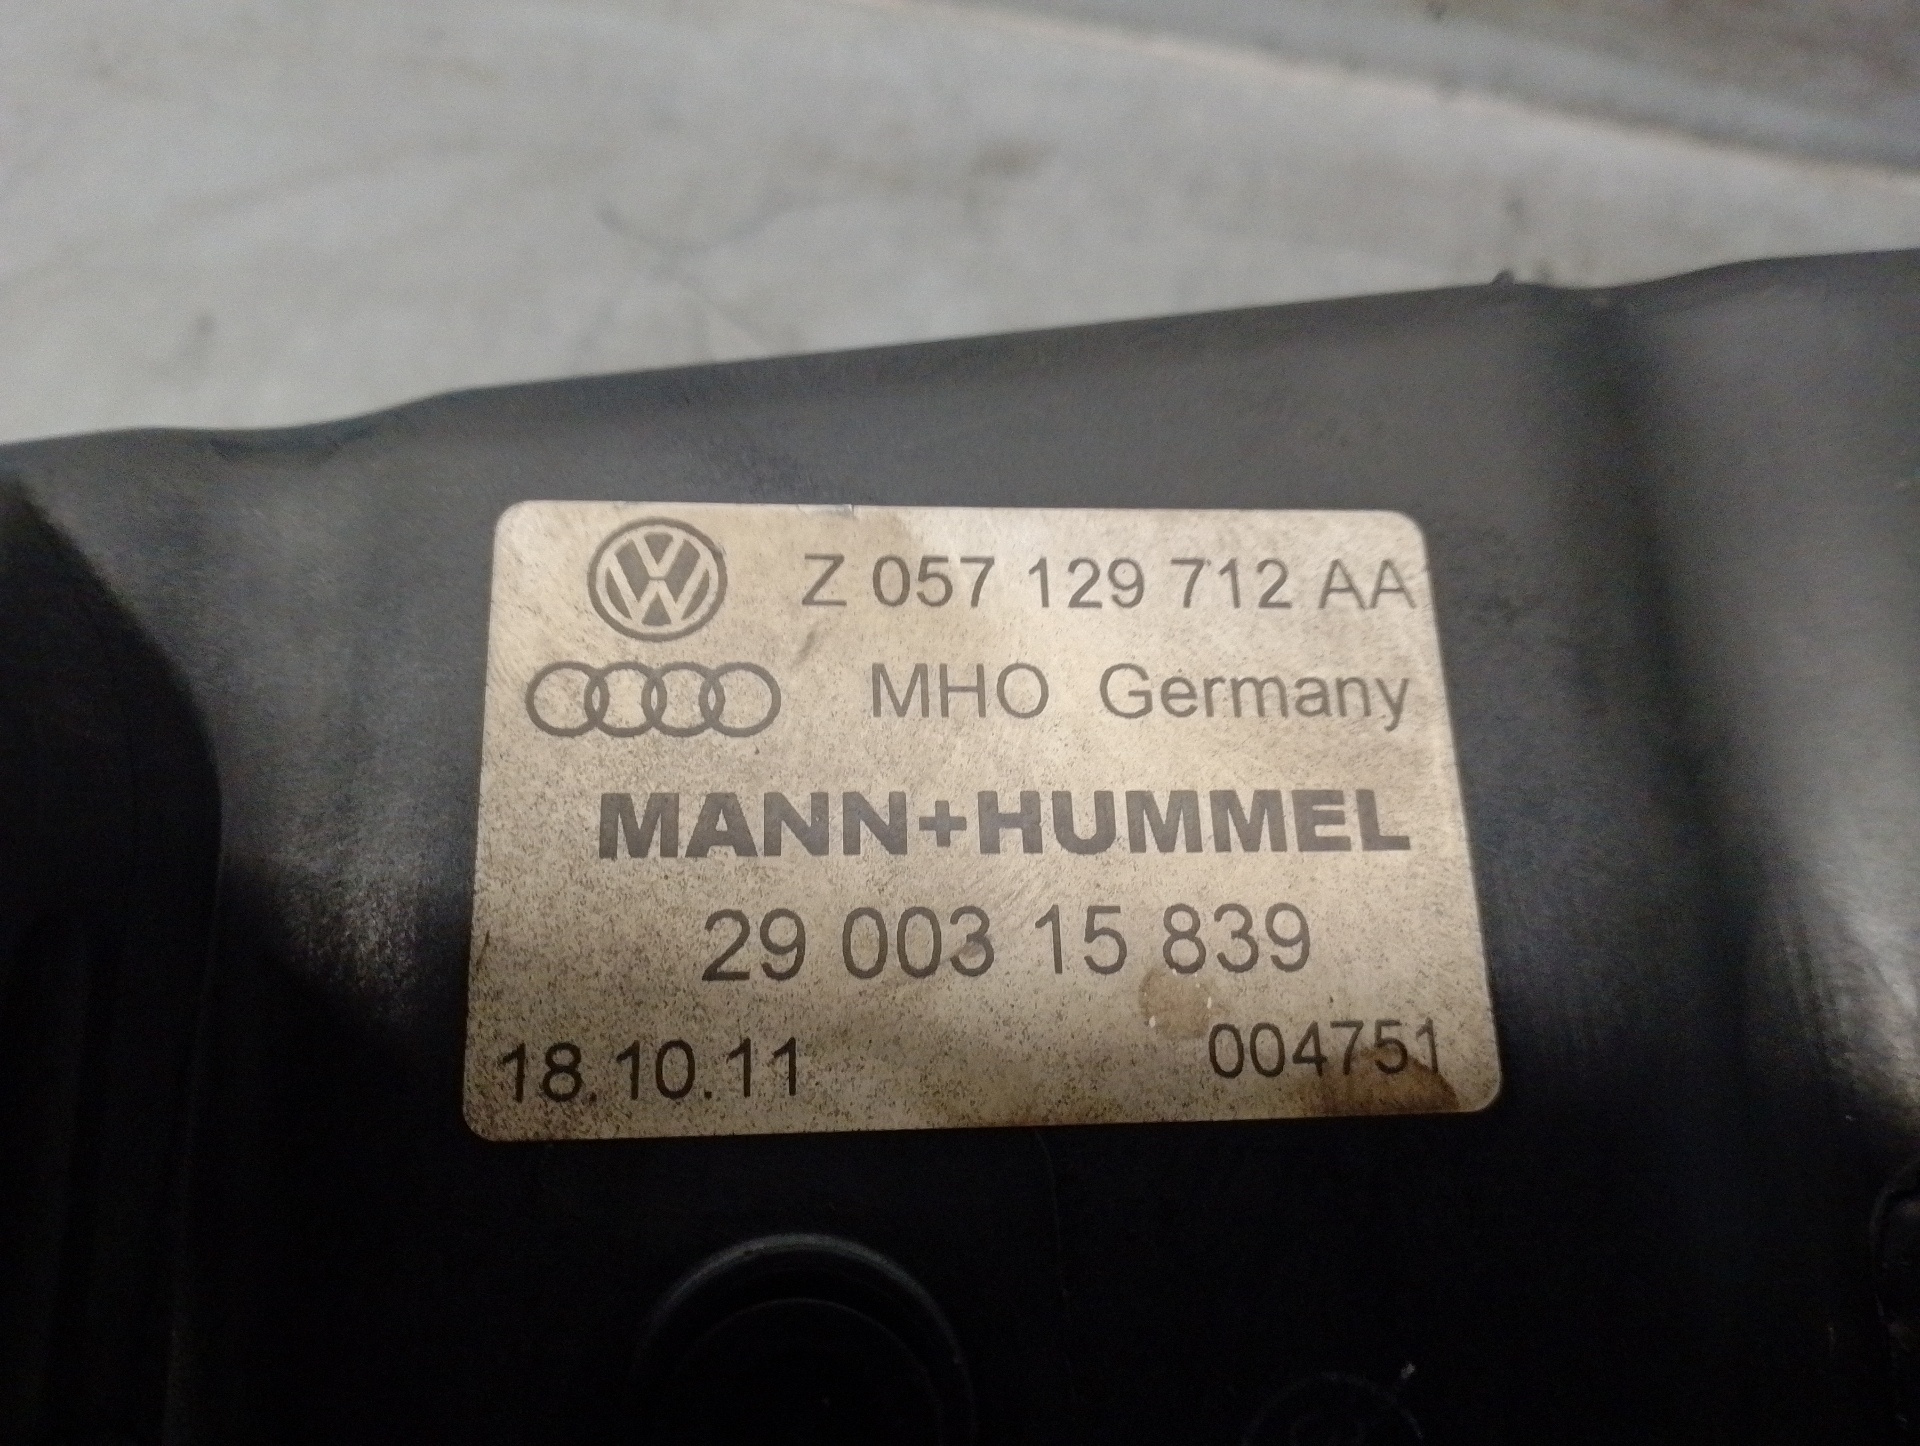 Z 057 129 712 AA
MHO Germany
MANN+HUMMEL
29 003 15 839
18.10.11 004751